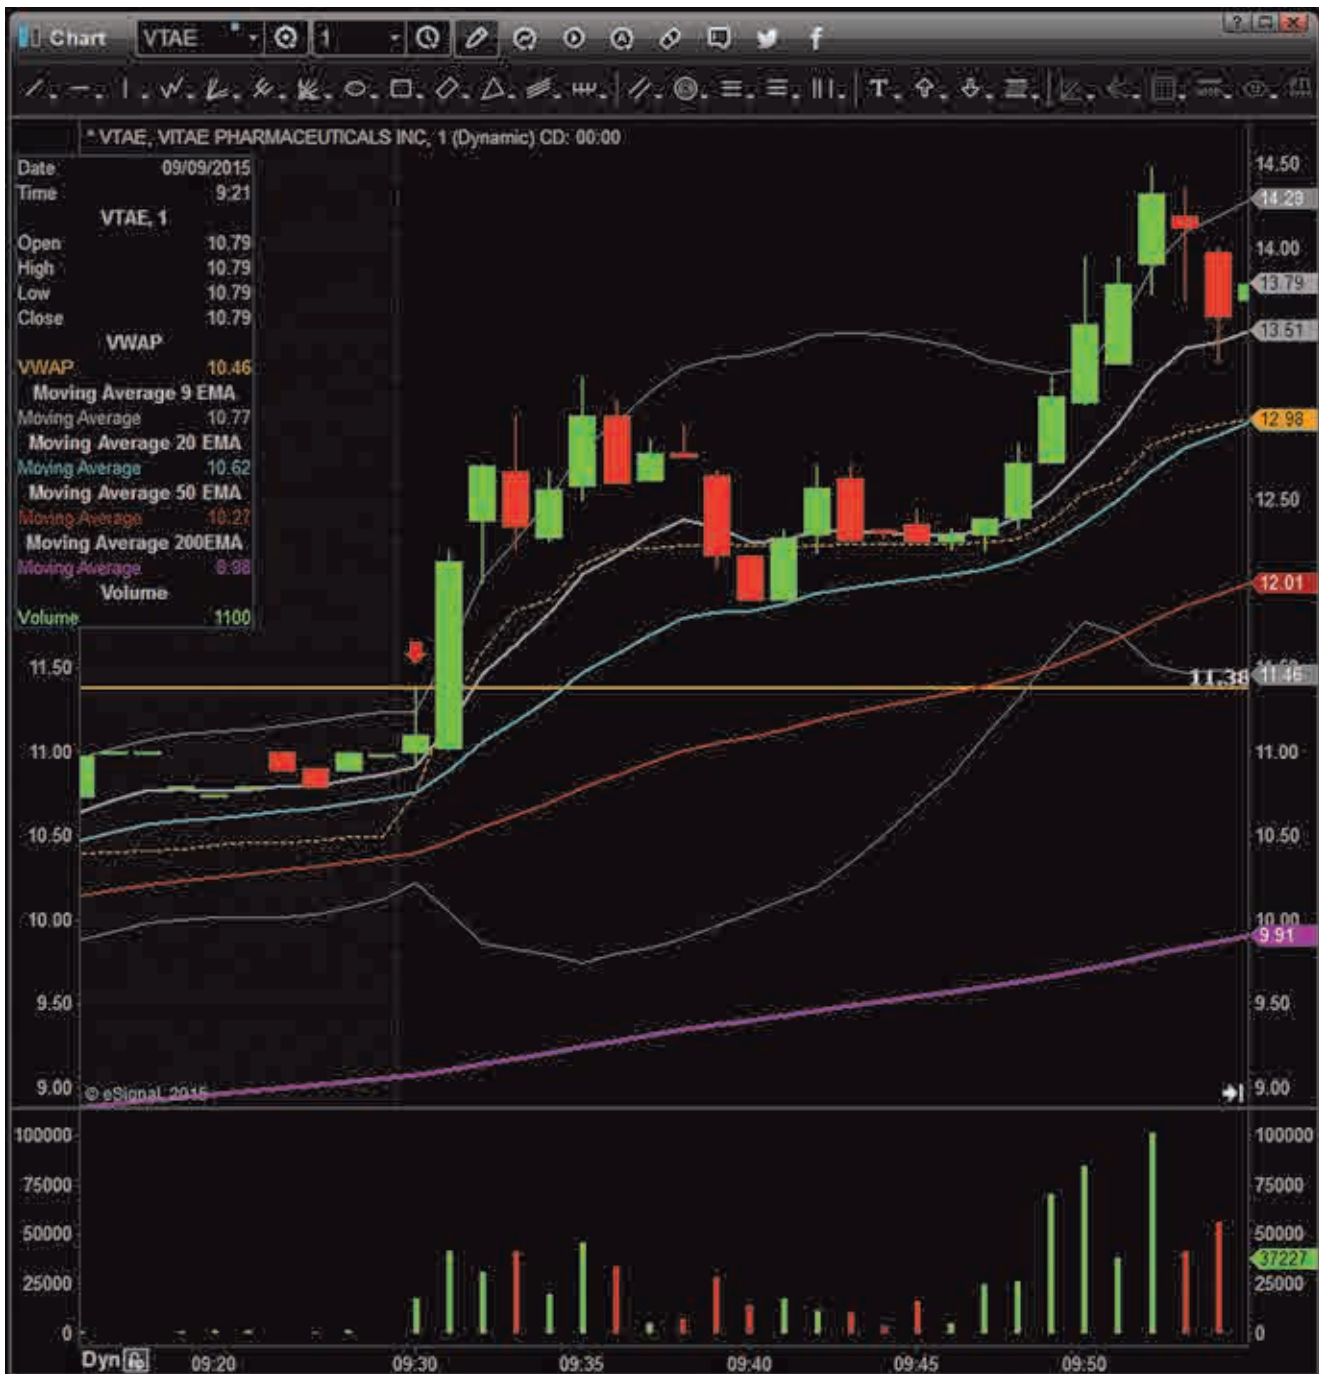 Chart VTAE 1
* VTAE, VITAE PHARMACEUTICALS INC, 1 (Dynamic) CD: 00:00
Date 09/09/2015
Time 9:21
VTAE, 1
Open 10.79
High 10.79
Low 10.79
Close 10.79
VWAP
VWAP 10.46
Moving Average 9 EMA
Moving Average 10.77
Moving Average 20 EMA
Moving Average 10.62
Moving Average 50 EMA
Moving Average 10.27
Moving Average 200EMA
Moving Average 8.98
Volume
Volume 1100
14.50
14.29
14.00
13.79
13.51
12.98
12.50
12.01
11.50
11.38 11.46
11.00 11.00
10.50 10.50
10.00 10.00
9.91
9.50 9.50
9.00 9.00
© eSignal, 2015
100000 100000
75000 75000
50000 50000
37227
25000 25000
0 0
Dyn 09:20 09:30 09:35 09:40 09:45 09:50